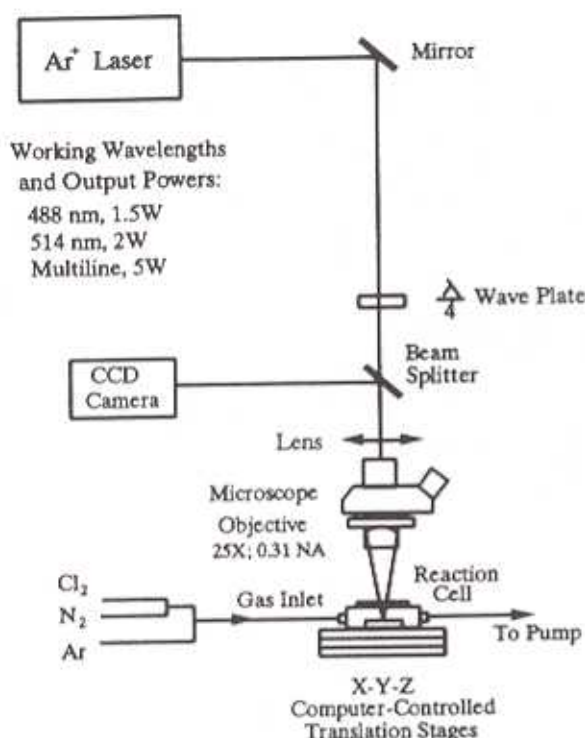 Ar⁺ Laser
Mirror
Working Wavelengths
and Output Powers:
488 nm, 1.5W
514 nm, 2W
Multiline, 5W
λ/4 Wave Plate
Beam
Splitter
CCD
Camera
Lens
Microscope
Objective
25X; 0.31 NA
Reaction
Cell
Cl₂
N₂
Ar
Gas Inlet
To Pump
X-Y-Z
Computer-Controlled
Translation Stages